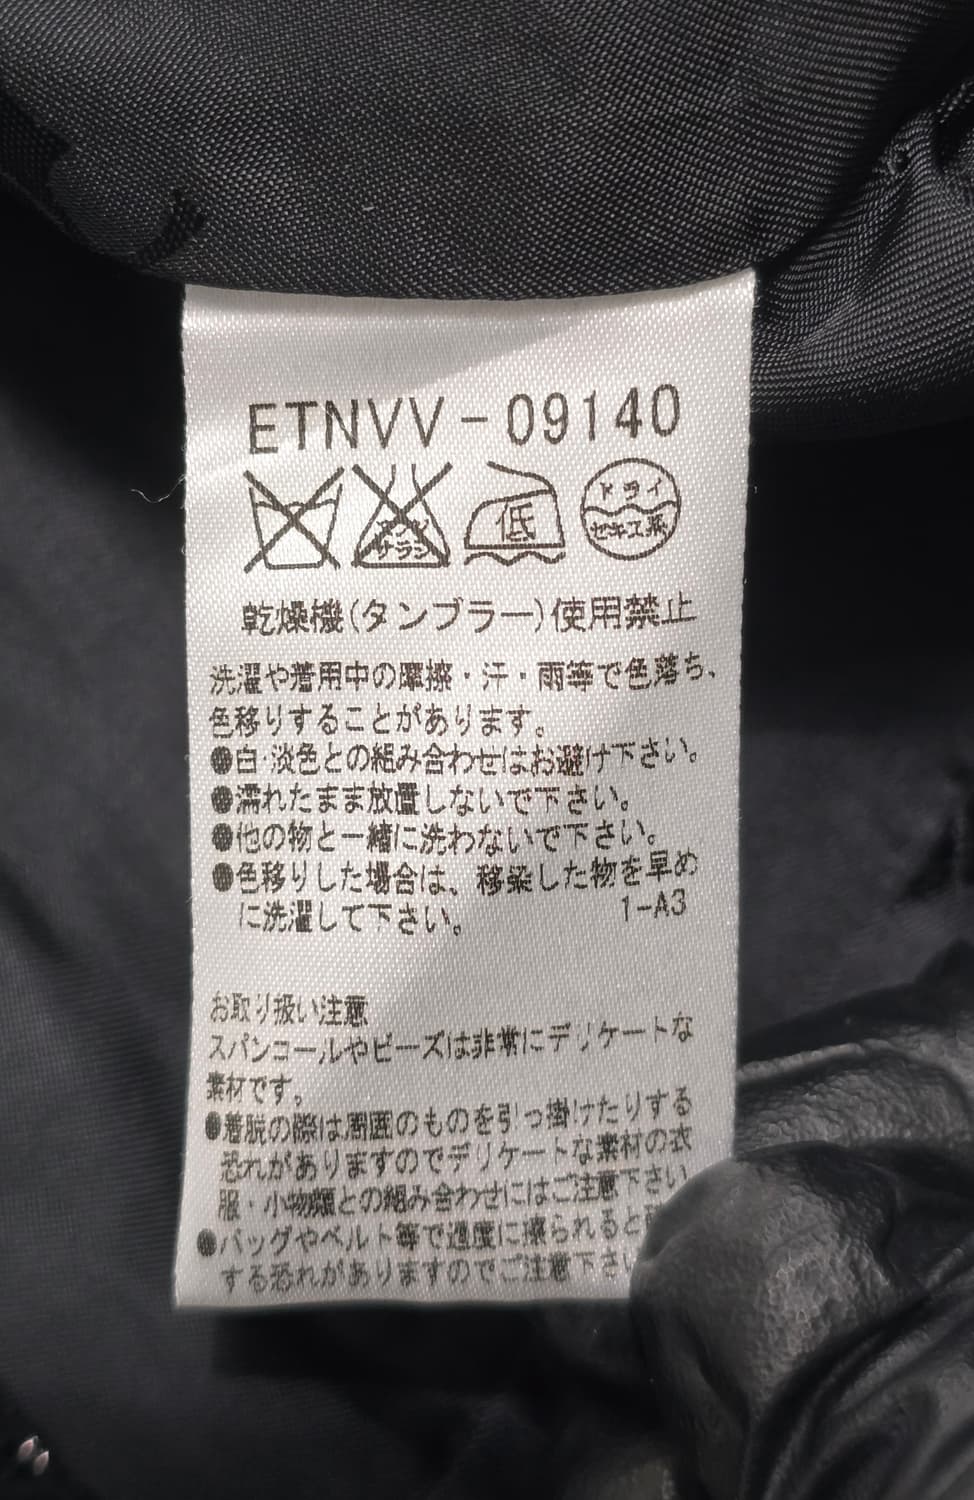 ETNVV-09140
エンソ サラシ 低 ドライ セキユ系
乾燥機(タンブラー)使用禁止
洗濯や着用中の摩擦・汗・雨等で色落ち、
色移りすることがあります。
●白・淡色との組み合わせはお避け下さい。
●濡れたまま放置しないで下さい。
●他の物と一緒に洗わないで下さい。
●色移りした場合は、移染した物を早め
に洗濯して下さい。 1-A3
お取り扱い注意
スパンコールやビーズは非常にデリケートな
素材です。
●着脱の際は周囲のものを引っ掛けたりする
恐れがありますのでデリケートな素材の衣
服・小物類との組み合わせにはご注意下さい
●バッグやベルト等で過度に擦られると
する恐れがありますのでご注意下さい